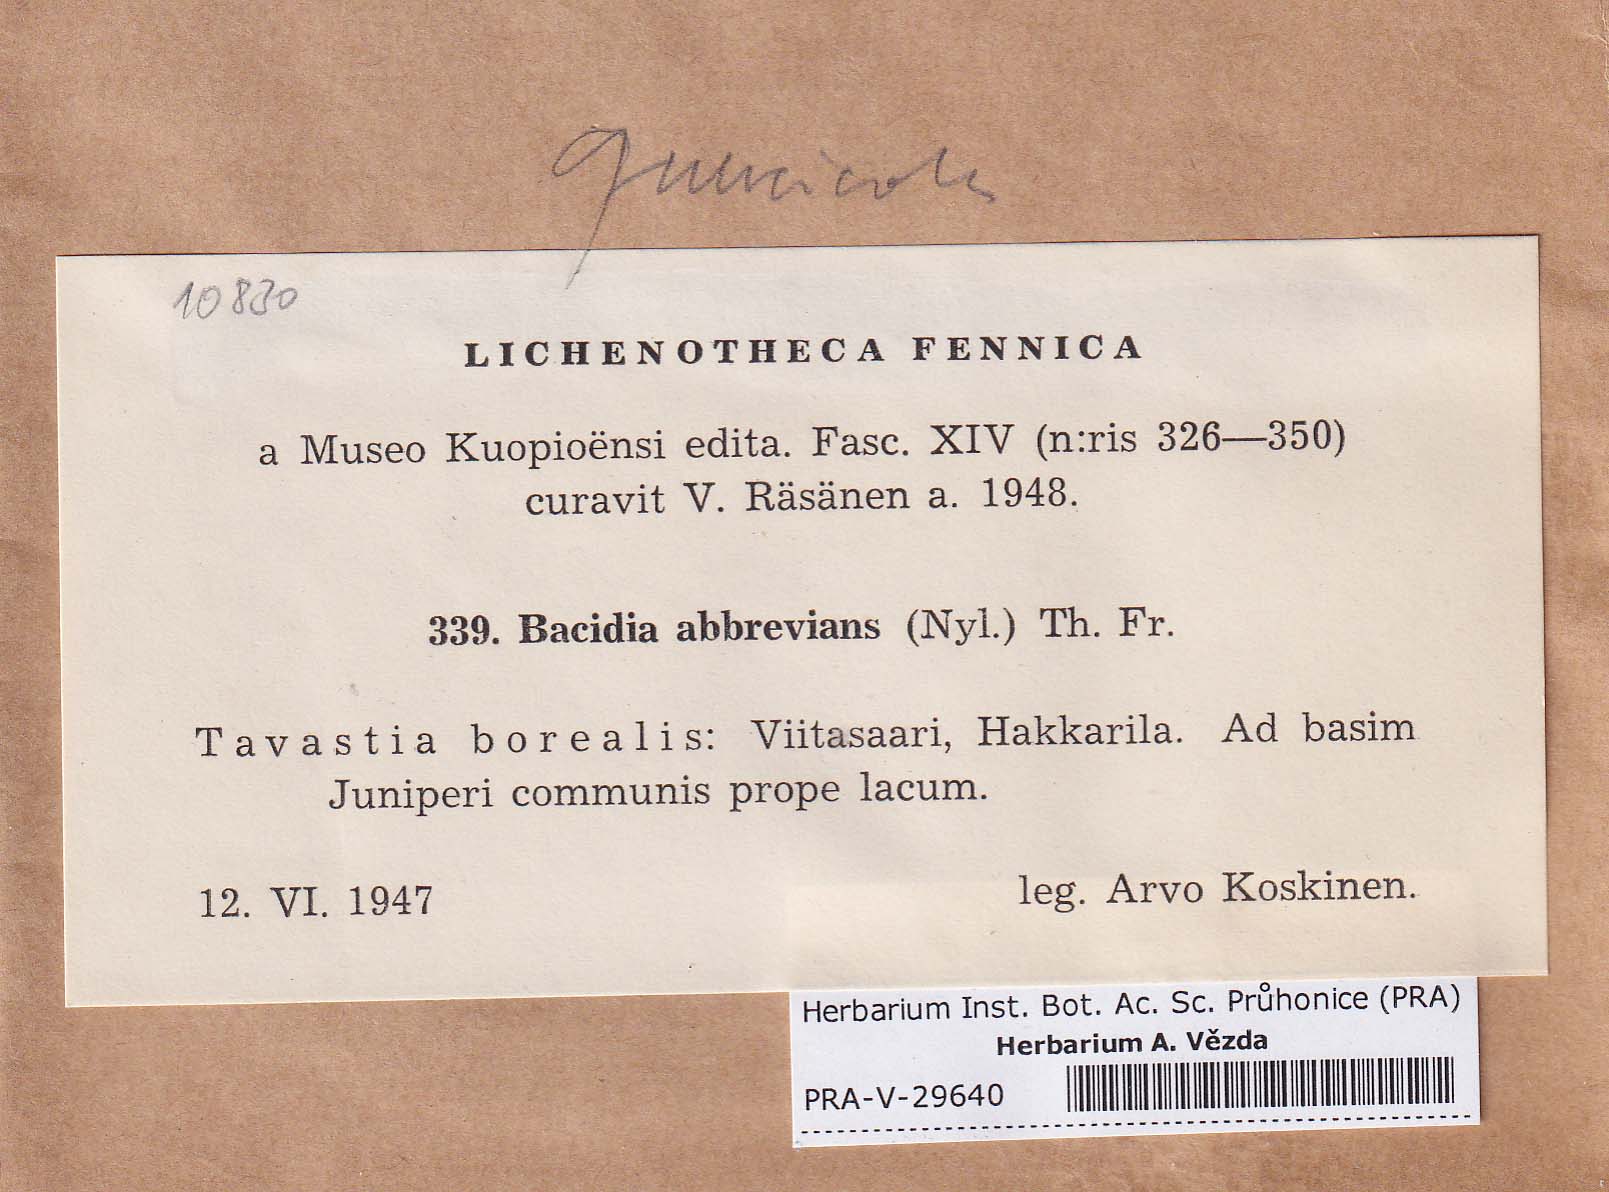 quercicola
10830
LICHENOTHECA FENNICA
a Museo Kuopioënsi edita. Fasc. XIV (n:ris 326—350)
curavit V. Räsänen a. 1948.
339. Bacidia abbrevians (Nyl.) Th. Fr.
Tavastia borealis: Viitasaari, Hakkarila. Ad basim
Juniperi communis prope lacum.
12. VI. 1947
leg. Arvo Koskinen.
Herbarium Inst. Bot. Ac. Sc. Průhonice (PRA)
Herbarium A. Vězda
PRA-V-29640